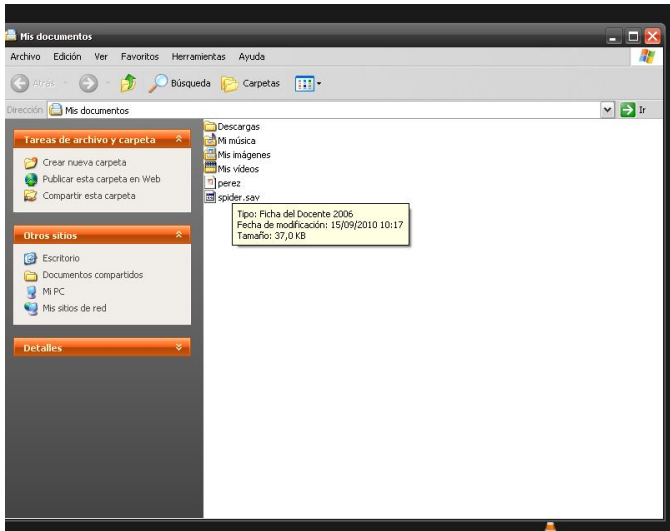 Mis documentos
Archivo Edición Ver Favoritos Herramientas Ayuda
Atrás Búsqueda Carpetas
Dirección Mis documentos Ir
Tareas de archivo y carpeta
Crear nueva carpeta
Publicar esta carpeta en Web
Compartir esta carpeta
Otros sitios
Escritorio
Documentos compartidos
Mi PC
Mis sitios de red
Detalles
Descargas
Mi música
Mis imágenes
Mis vídeos
perez
spider.sav
Tipo: Ficha del Docente 2006
Fecha de modificación: 15/09/2010 10:17
Tamaño: 37,0 KB